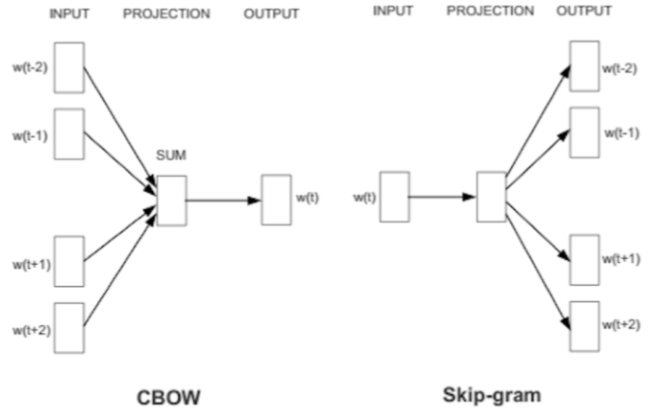 INPUT PROJECTION OUTPUT
w(t-2)
w(t-1)
SUM
w(t)
w(t+1)
w(t+2)
CBOW
INPUT PROJECTION OUTPUT
w(t-2)
w(t-1)
w(t)
w(t+1)
w(t+2)
Skip-gram